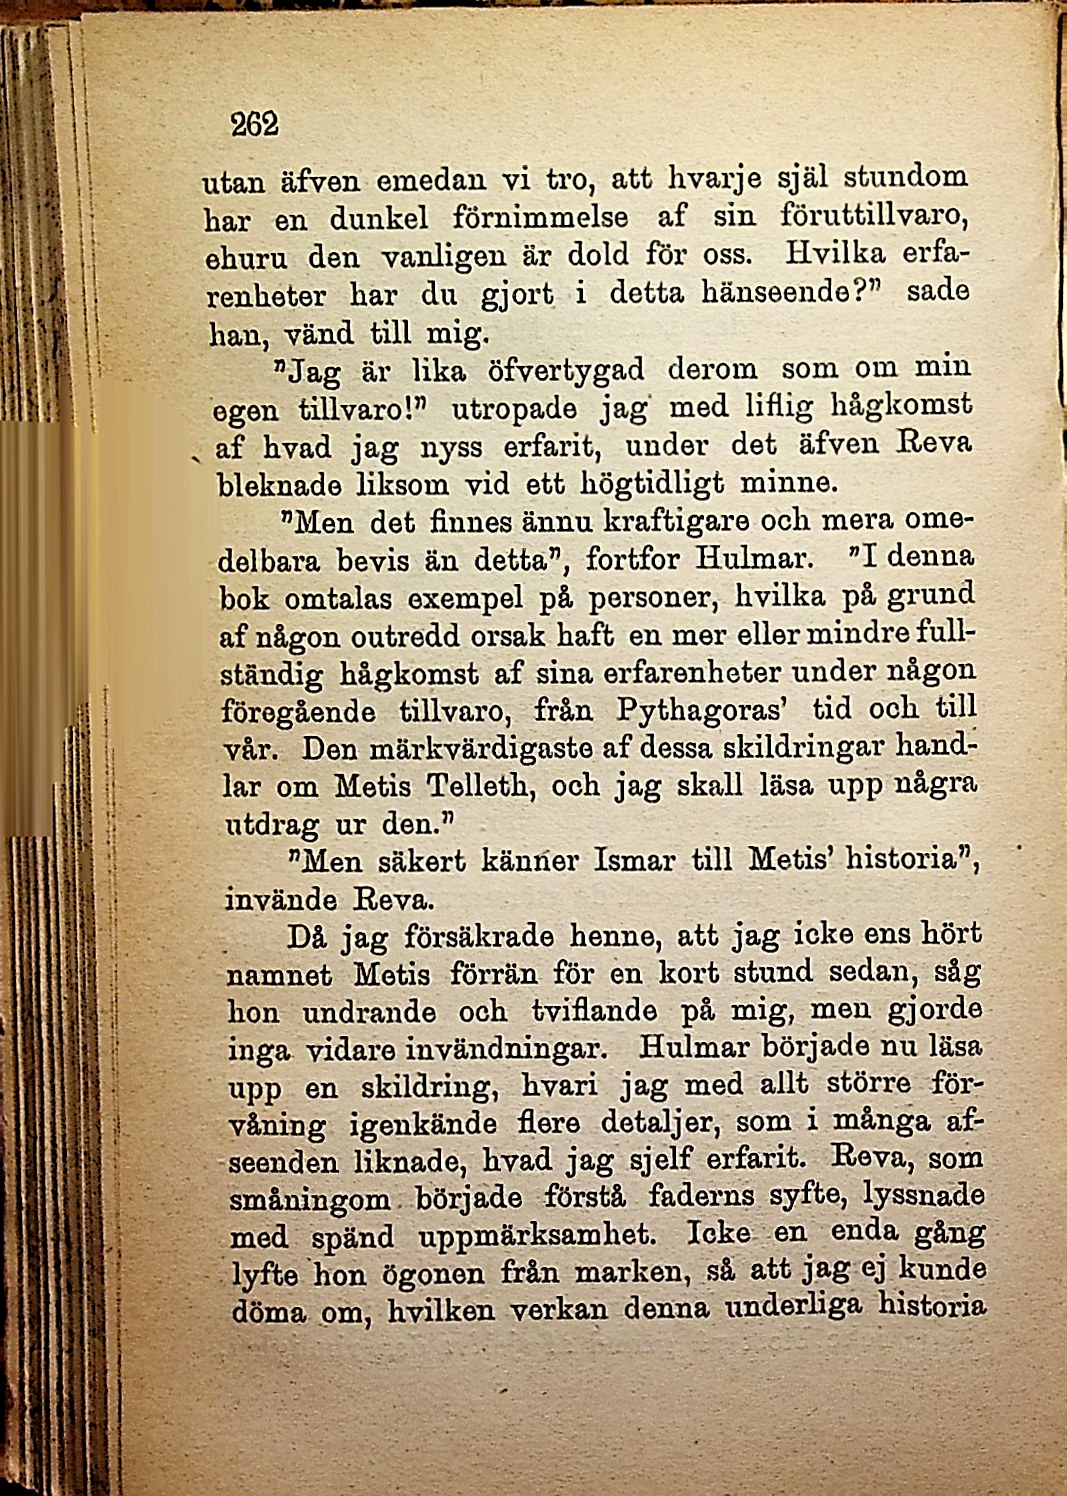 262
utan äfven emedan vi tro, att hvarje själ stundom
har en dunkel förnimmelse af sin föruttillvaro,
ehuru den vanligen är dold för oss. Hvilka erfa-
renheter har du gjort i detta hänseende?” sade
han, vänd till mig.
”Jag är lika öfvertygad derom som om min
egen tillvaro!” utropade jag med liflig hågkomst
af hvad jag nyss erfarit, under det äfven Reva
bleknade liksom vid ett högtidligt minne.
”Men det finnes ännu kraftigare och mera ome-
delbara bevis än detta”, fortfor Hulmar. ”I denna
bok omtalas exempel på personer, hvilka på grund
af någon outredd orsak haft en mer eller mindre full-
ständig hågkomst af sina erfarenheter under någon
föregående tillvaro, från Pythagoras’ tid och till
vår. Den märkvärdigaste af dessa skildringar hand-
lar om Metis Telleth, och jag skall läsa upp några
utdrag ur den.”
”Men säkert känner Ismar till Metis’ historia”,
invände Reva.
Då jag försäkrade henne, att jag icke ens hört
namnet Metis förrän för en kort stund sedan, såg
hon undrande och tviflande på mig, men gjorde
inga vidare invändningar. Hulmar började nu läsa
upp en skildring, hvari jag med allt större för-
våning igenkände flere detaljer, som i många af-
seenden liknade, hvad jag sjelf erfarit. Reva, som
småningom började förstå faderns syfte, lyssnade
med spänd uppmärksamhet. Icke en enda gång
lyfte hon ögonen från marken, så att jag ej kunde
döma om, hvilken verkan denna underliga historia